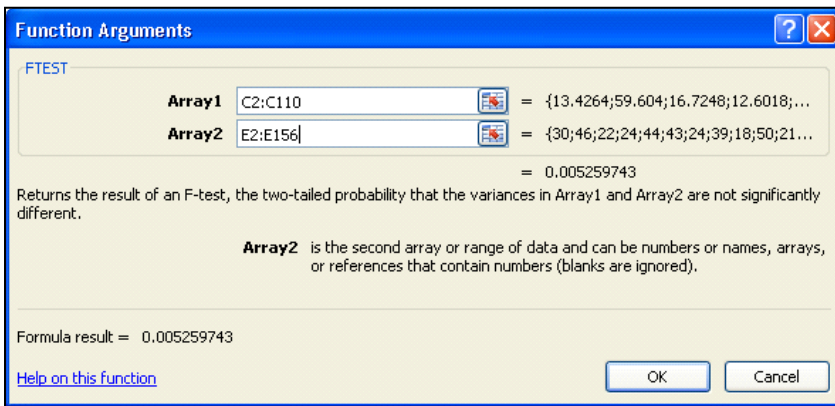 Function Arguments
FTEST
Array1 C2:C110 = {13.4264;59.604;16.7248;12.6018;...
Array2 E2:E156 = {30;46;22;24;44;43;24;39;18;50;21...
= 0.005259743
Returns the result of an F-test, the two-tailed probability that the variances in Array1 and Array2 are not significantly
different.
Array2 is the second array or range of data and can be numbers or names, arrays,
or references that contain numbers (blanks are ignored).
Formula result = 0.005259743
Help on this function
OK Cancel